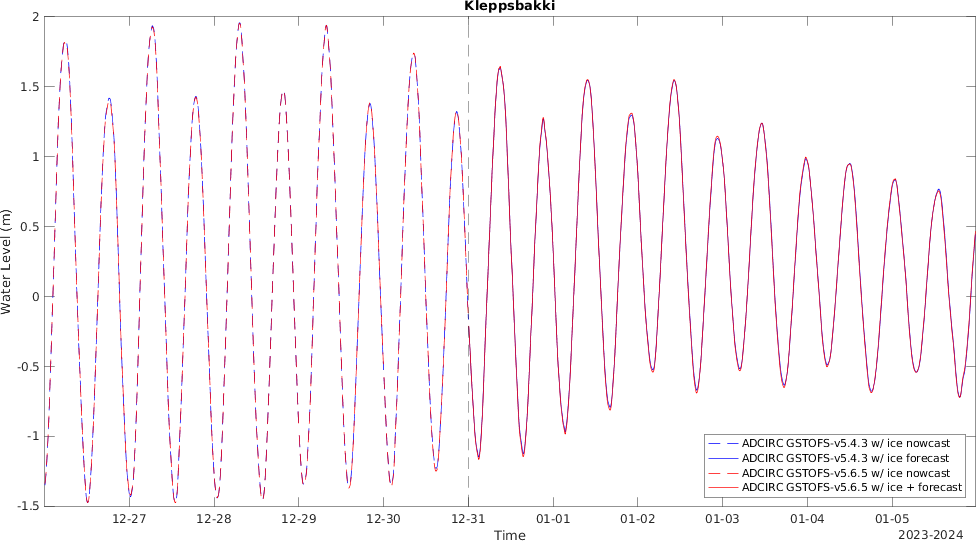 Kleppsbakki
Water Level (m)
2
1.5
1
0.5
0
-0.5
-1
-1.5
ADCIRC GSTOFS-v5.4.3 w/ ice nowcast
ADCIRC GSTOFS-v5.4.3 w/ ice forecast
ADCIRC GSTOFS-v5.6.5 w/ ice nowcast
ADCIRC GSTOFS-v5.6.5 w/ ice + forecast
12-27 12-28 12-29 12-30 12-31 01-01 01-02 01-03 01-04 01-05
Time
2023-2024